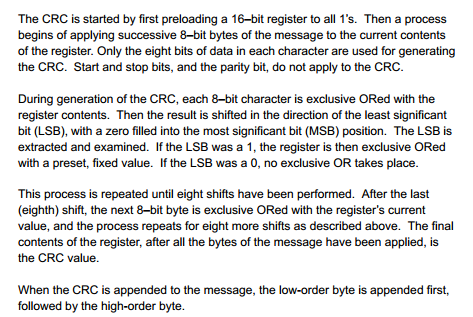 The CRC is started by first preloading a 16–bit register to all 1's.  Then a process
begins of applying successive 8–bit bytes of the message to the current contents
of the register. Only the eight bits of data in each character are used for generating
the CRC.  Start and stop bits, and the parity bit, do not apply to the CRC.
During generation of the CRC, each 8–bit character is exclusive ORed with the
register contents.  Then the result is shifted in the direction of the least significant
bit (LSB), with a zero filled into the most significant bit (MSB) position.  The LSB is
extracted and examined.  If the LSB was a 1, the register is then exclusive ORed
with a preset, fixed value.  If the LSB was a 0, no exclusive OR takes place.
This process is repeated until eight shifts have been performed.  After the last
(eighth) shift, the next 8–bit byte is exclusive ORed with the register's current
value, and the process repeats for eight more shifts as described above.  The final
contents of the register, after all the bytes of the message have been applied, is
the CRC value.
When the CRC is appended to the message, the low-order byte is appended first,
followed by the high-order byte.